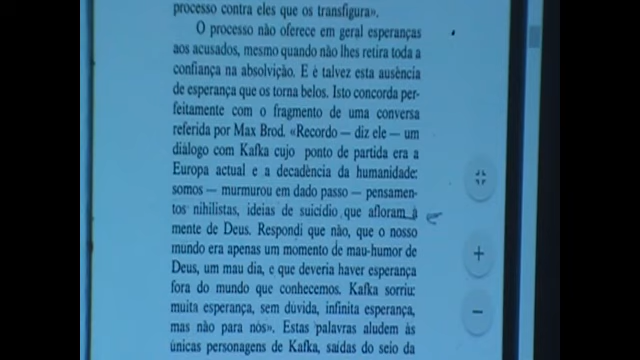 processo contra eles que os transfigura».
O processo não oferece em geral esperanças
aos acusados, mesmo quando não lhes retira toda a
confiança na absolvição. E é talvez esta ausência
de esperança que os torna belos. Isto concorda per-
feitamente com o fragmento de uma conversa
referida por Max Brod. «Recordo — diz ele — um
diálogo com Kafka cujo ponto de partida era a
Europa actual e a decadência da humanidade:
somos — murmurou em dado passo — pensamen-
tos nihilistas, ideias de suicídio que afloram à
mente de Deus. Respondi que não, que o nosso
mundo era apenas um momento de mau-humor de
Deus, um mau dia, e que deveria haver esperança
fora do mundo que conhecemos. Kafka sorriu:
muita esperança, sem dúvida, infinita esperança,
mas não para nós». Estas palavras aludem às
únicas personagens de Kafka, saídas do seio da